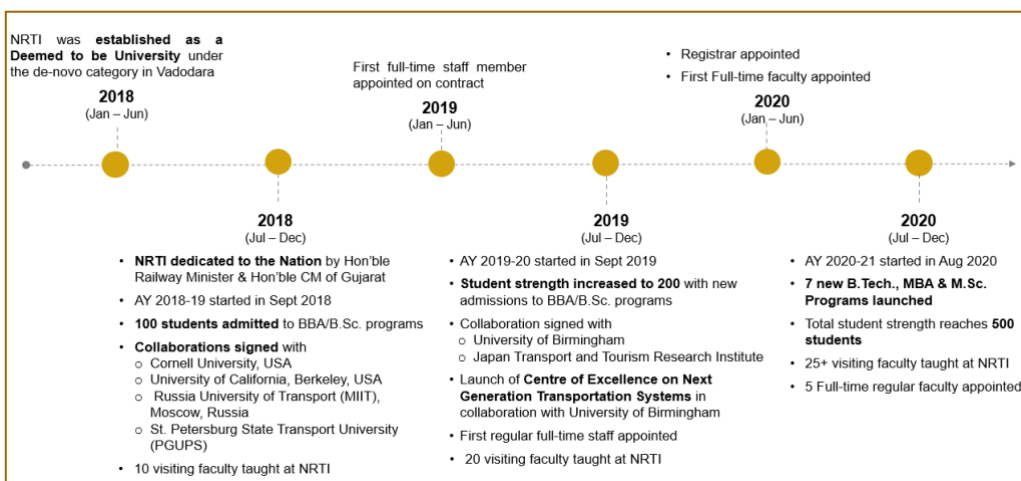 NRTI was established as a
Deemed to be University under
the de-novo category in Vadodara
2018
(Jan – Jun)
First full-time staff member
appointed on contract
2019
(Jan – Jun)
• Registrar appointed
• First Full-time faculty appointed
2020
(Jan – Jun)
2018
(Jul – Dec)
• NRTI dedicated to the Nation by Hon'ble
Railway Minister & Hon'ble CM of Gujarat
• AY 2018-19 started in Sept 2018
• 100 students admitted to BBA/B.Sc. programs
• Collaborations signed with
o Cornell University, USA
o University of California, Berkeley, USA
o Russia University of Transport (MIIT),
Moscow, Russia
o St. Petersburg State Transport University
(PGUPS)
• 10 visiting faculty taught at NRTI
2019
(Jul – Dec)
• AY 2019-20 started in Sept 2019
• Student strength increased to 200 with new
admissions to BBA/B.Sc. programs
• Collaboration signed with
o University of Birmingham
o Japan Transport and Tourism Research Institute
• Launch of Centre of Excellence on Next
Generation Transportation Systems in
collaboration with University of Birmingham
• First regular full-time staff appointed
• 20 visiting faculty taught at NRTI
2020
(Jul – Dec)
• AY 2020-21 started in Aug 2020
• 7 new B.Tech., MBA & M.Sc.
Programs launched
• Total student strength reaches 500
students
• 25+ visiting faculty taught at NRTI
• 5 Full-time regular faculty appointed